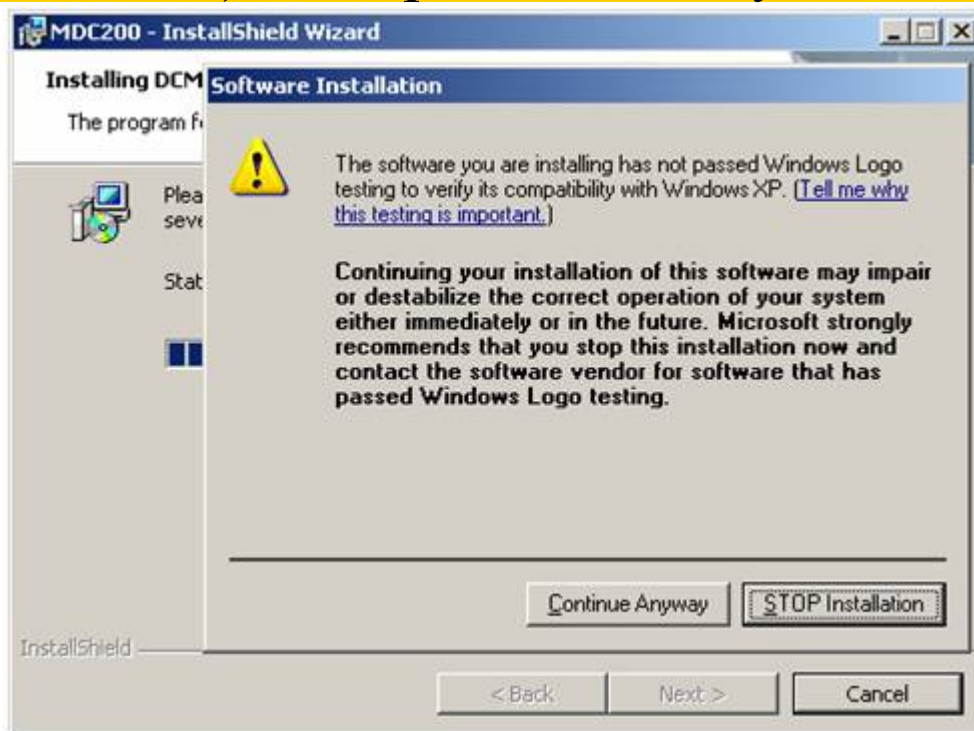 MDC200 - InstallShield Wizard
Installing DCM
The program f
Software Installation
Plea
seve
Stat
The software you are installing has not passed Windows Logo
testing to verify its compatibility with Windows XP. (Tell me why
this testing is important.)
Continuing your installation of this software may impair
or destabilize the correct operation of your system
either immediately or in the future. Microsoft strongly
recommends that you stop this installation now and
contact the software vendor for software that has
passed Windows Logo testing.
Continue Anyway
STOP Installation
InstallShield
< Back
Next >
Cancel